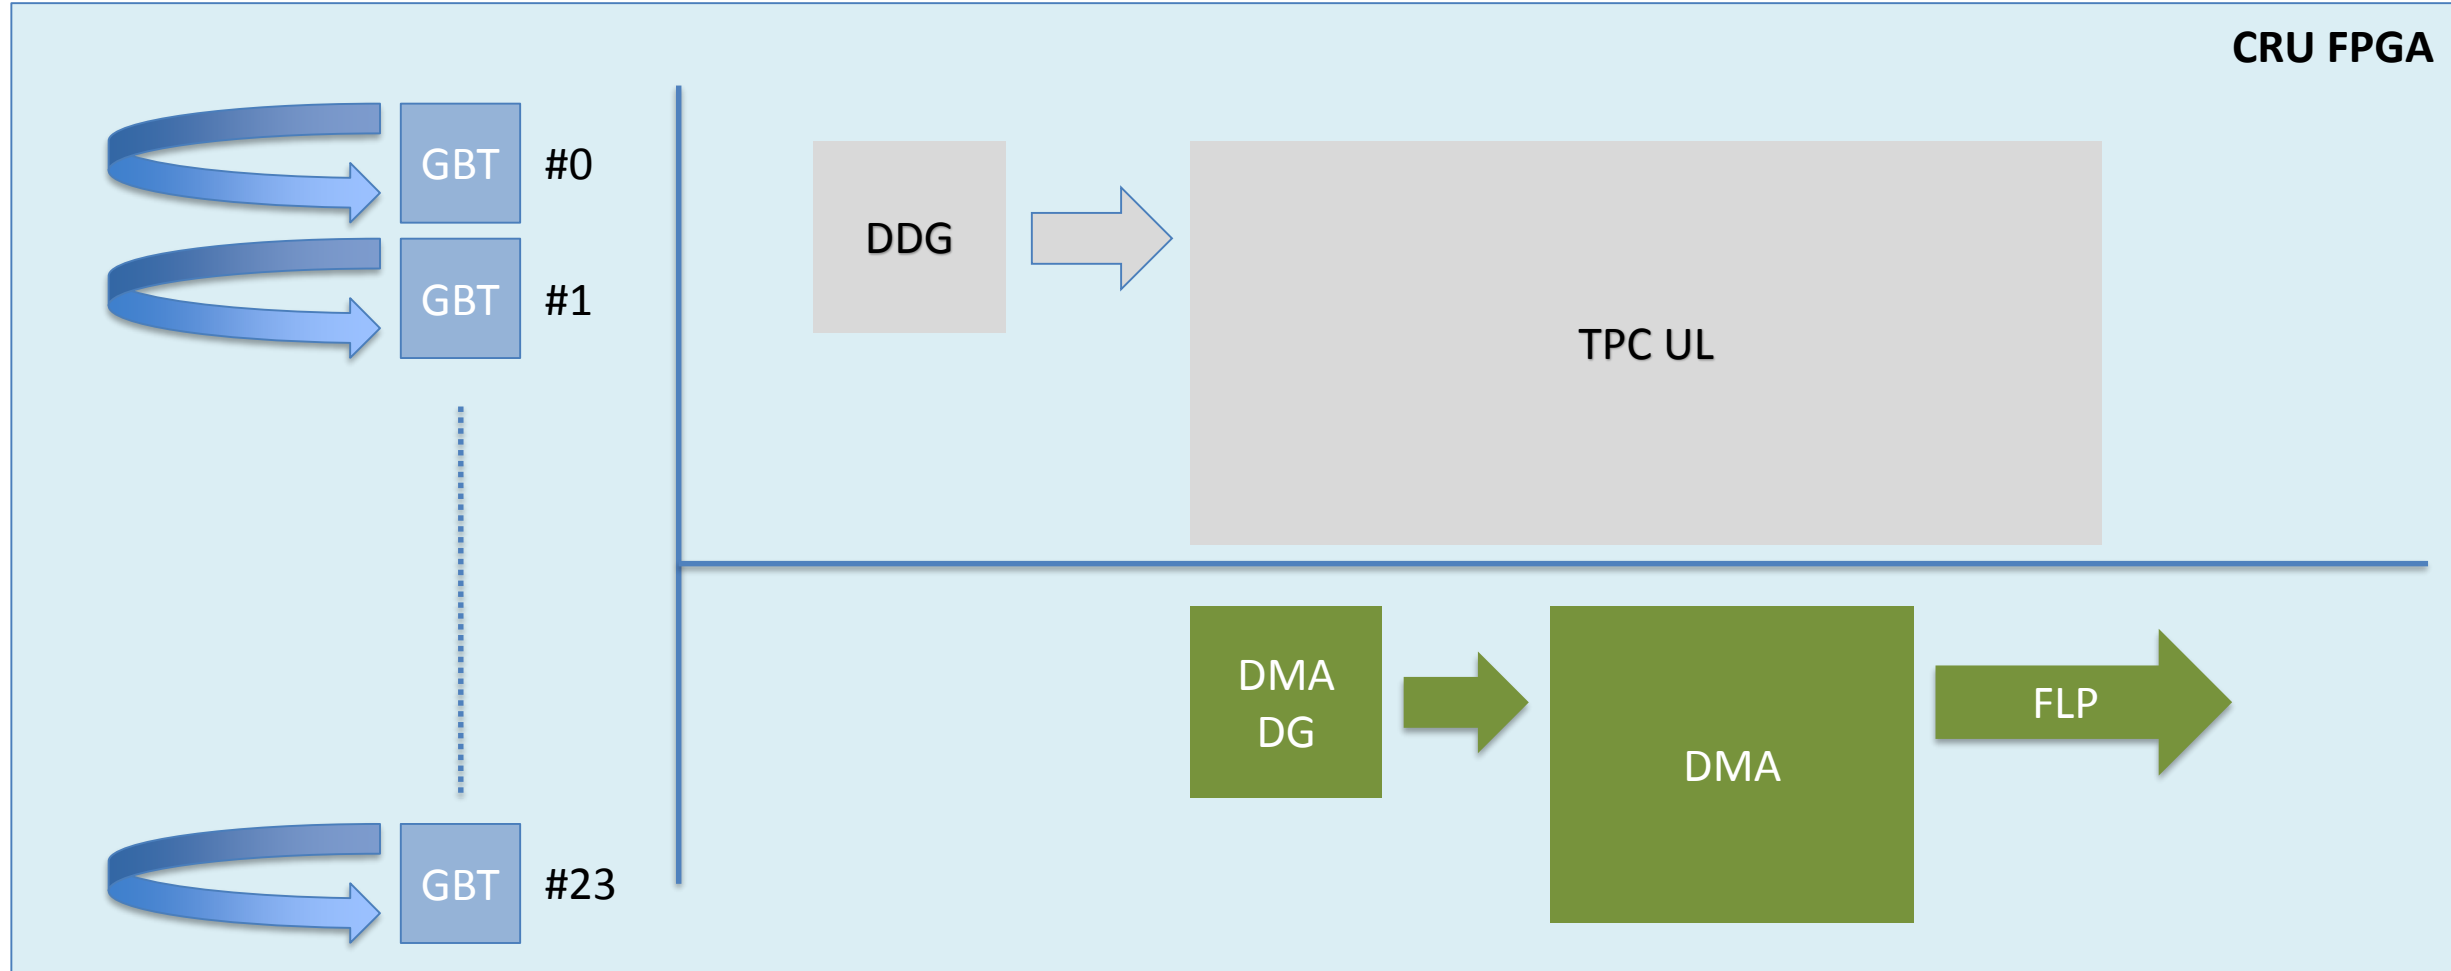 CRU FPGA
GBT #0
GBT #1
DDG
TPC UL
DMA
DG
DMA
FLP
GBT #23